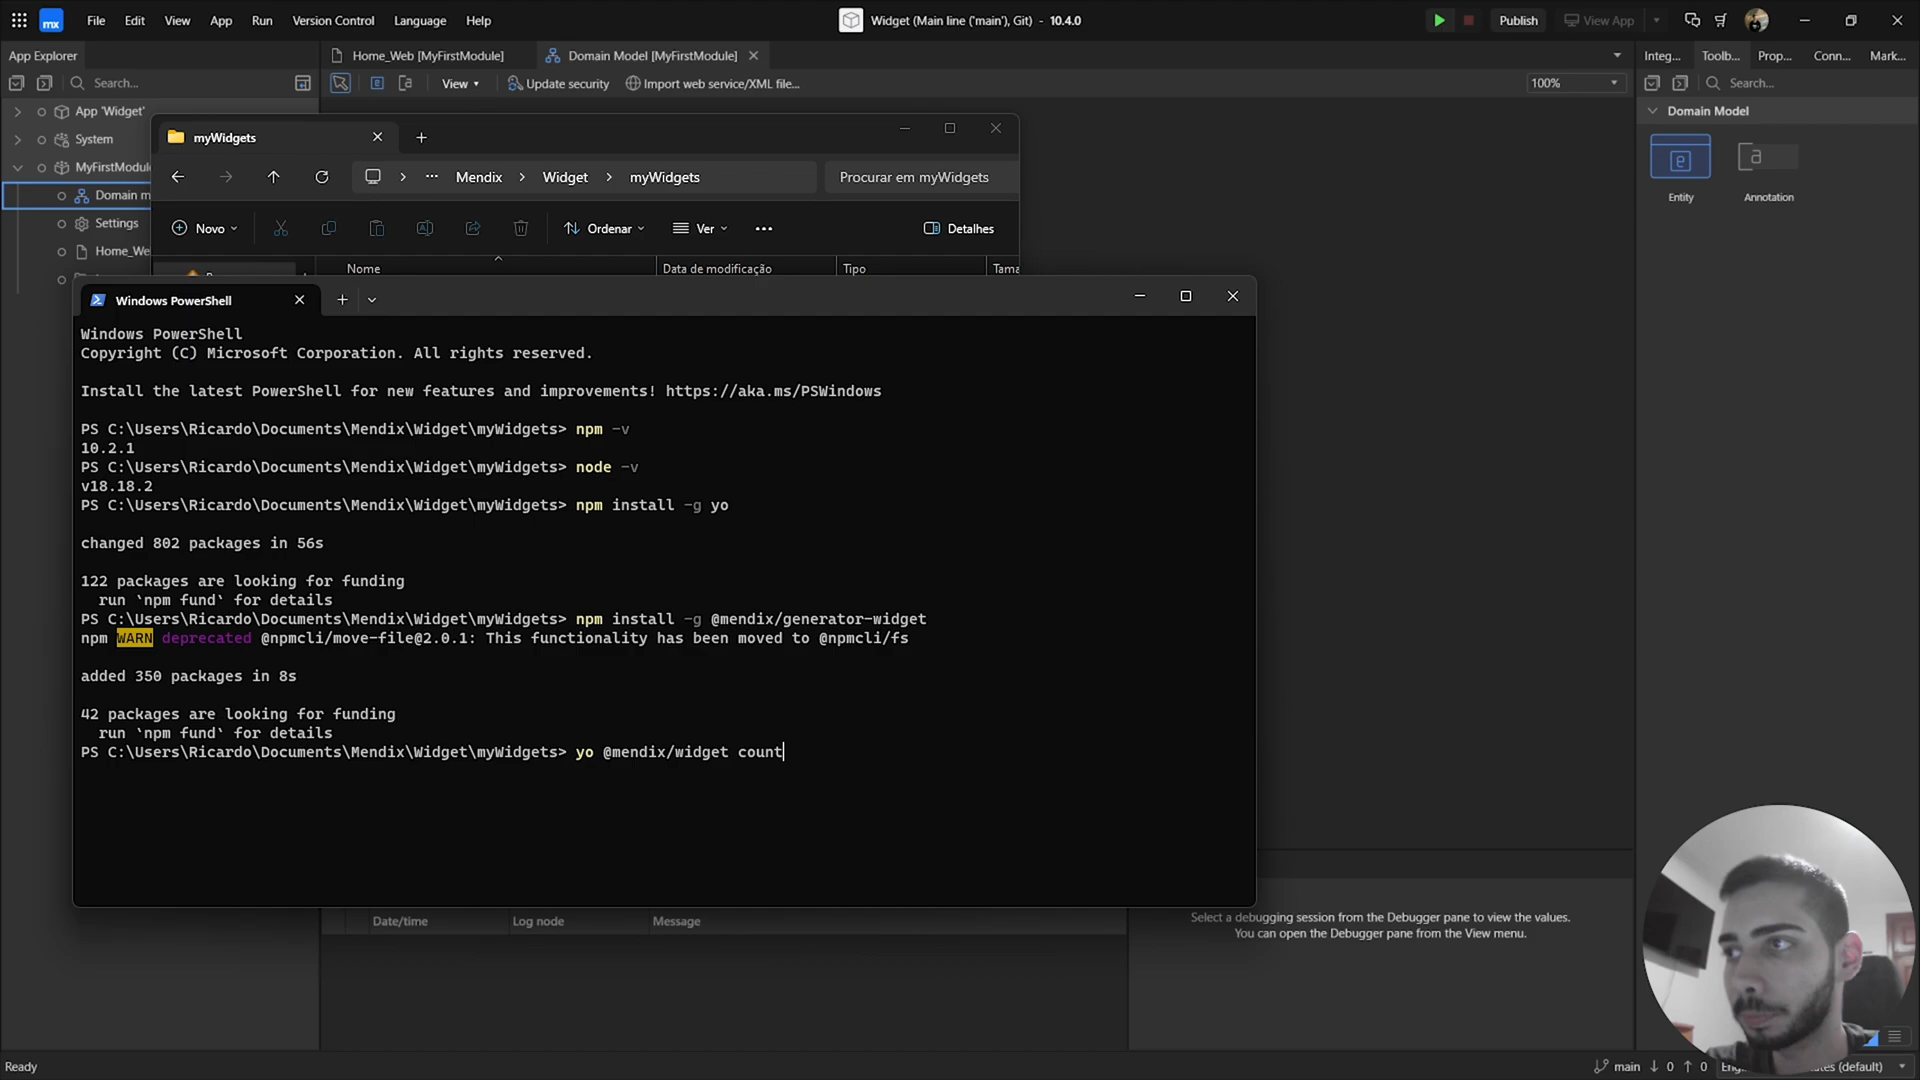 File Edit View App Run Version Control Language Help
Widget (Main line ('main'), Git) - 10.4.0
Publish
View App
App Explorer
Home_Web [MyFirstModule]
Domain Model [MyFirstModule]
Integ... Toolb... Prop... Conn... Mark...
Search...
View
Update security
Import web service/XML file...
100%
Search...
App 'Widget'
System
MyFirstModule
Domain m
Settings
Home_We
Domain Model
Entity
Annotation
myWidgets
Mendix > Widget > myWidgets
Procurar em myWidgets
Novo
Ordenar
Ver
Detalhes
Nome
Data de modificação
Tipo
Tama
Windows PowerShell
Windows PowerShell
Copyright (C) Microsoft Corporation. All rights reserved.
Install the latest PowerShell for new features and improvements! https://aka.ms/PSWindows
PS C:\Users\Ricardo\Documents\Mendix\Widget\myWidgets> npm -v
10.2.1
PS C:\Users\Ricardo\Documents\Mendix\Widget\myWidgets> node -v
v18.18.2
PS C:\Users\Ricardo\Documents\Mendix\Widget\myWidgets> npm install -g yo
changed 802 packages in 56s
122 packages are looking for funding
run `npm fund` for details
PS C:\Users\Ricardo\Documents\Mendix\Widget\myWidgets> npm install -g @mendix/generator-widget
npm WARN deprecated @npmcli/move-file@2.0.1: This functionality has been moved to @npmcli/fs
added 350 packages in 8s
42 packages are looking for funding
run `npm fund` for details
PS C:\Users\Ricardo\Documents\Mendix\Widget\myWidgets> yo @mendix/widget count
Date/time
Log node
Message
Select a debugging session from the Debugger pane to view the values.
You can open the Debugger pane from the View menu.
Ready
main
0
0
(default)